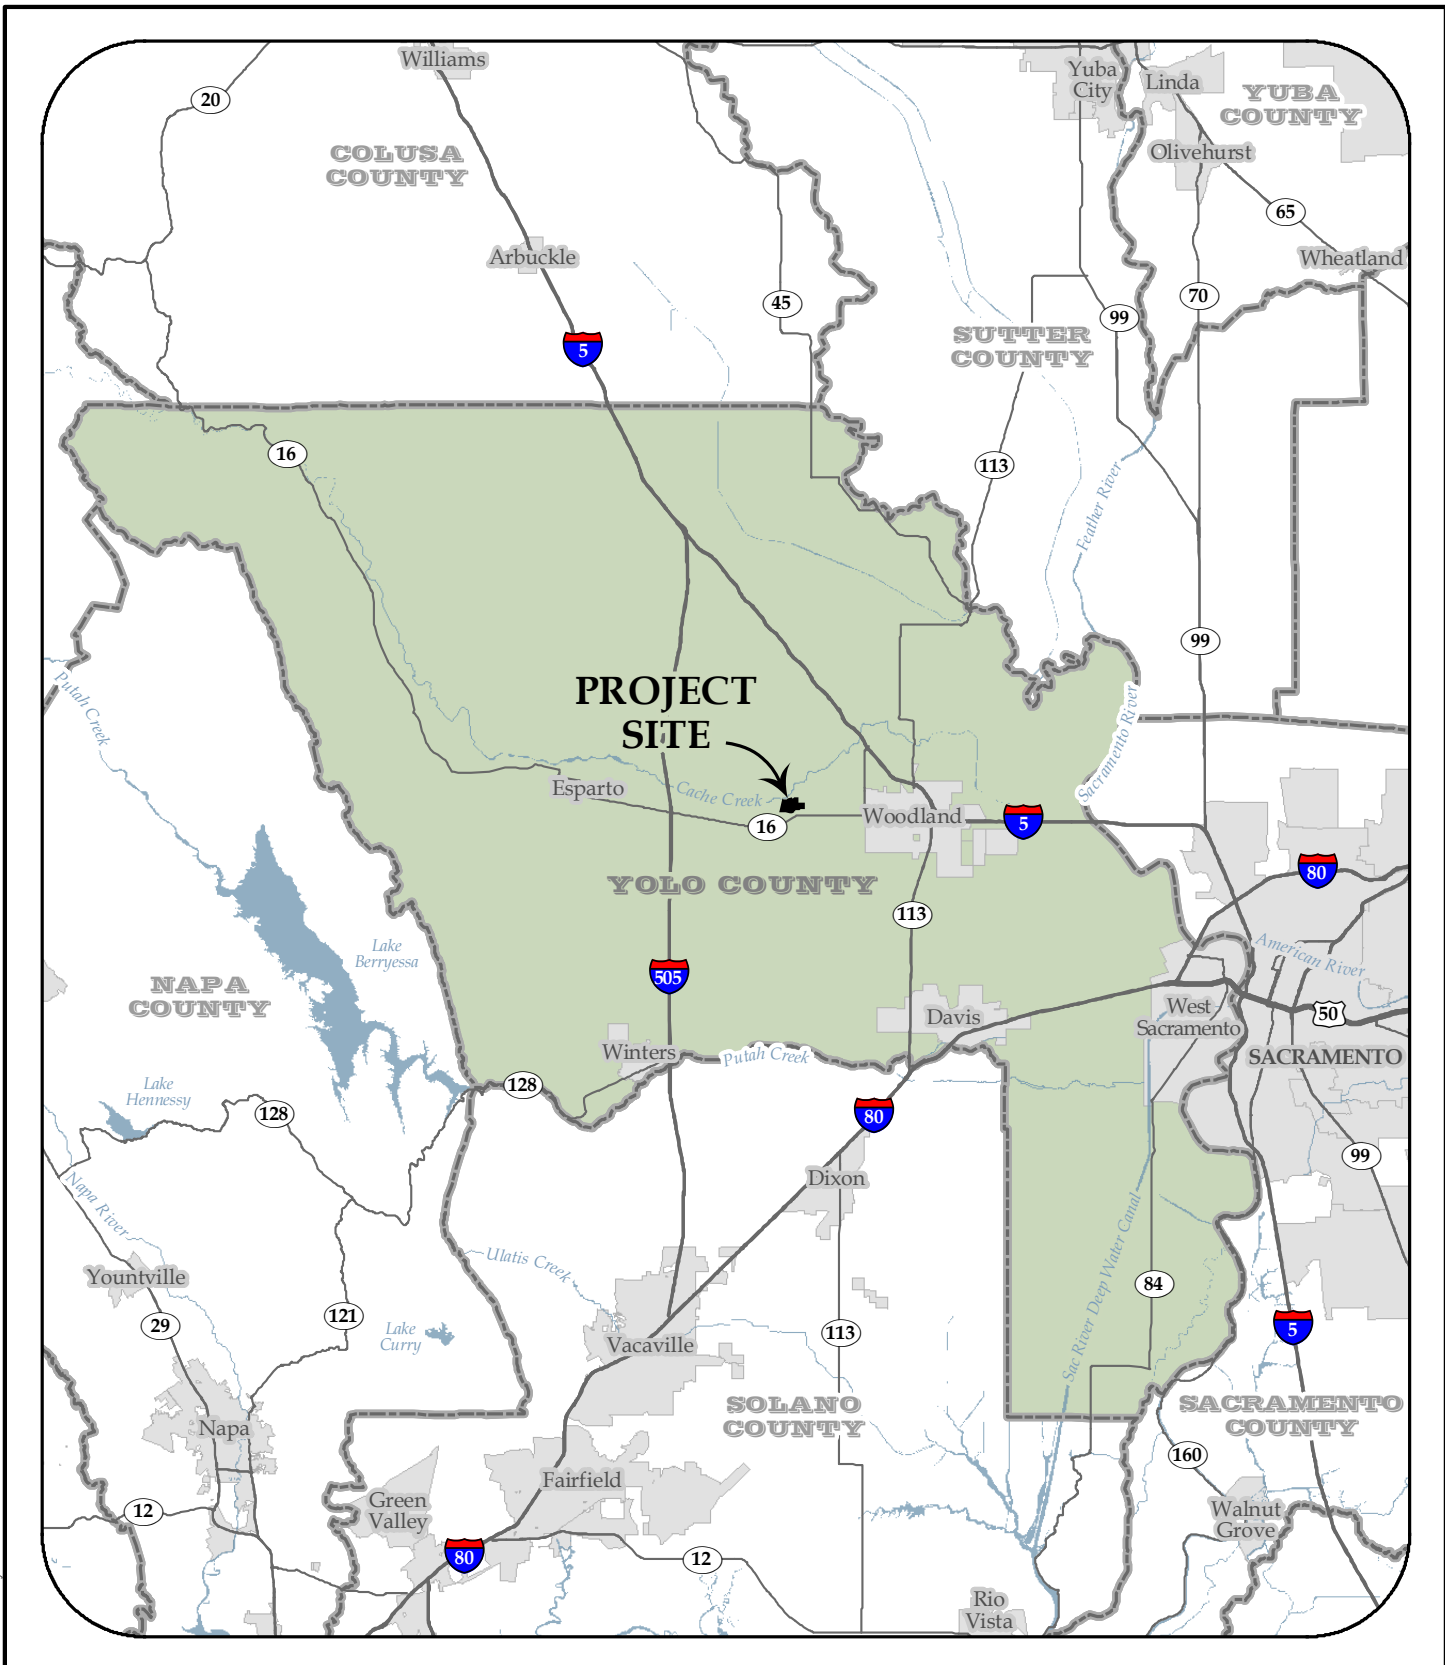 Williams
Yuba
City
Linda
YUBA
COUNTY
20
COLUSA
COUNTY
Olivehurst
65
Arbuckle
Wheatland
45
70
99
5
SUTTER
COUNTY
16
113
Feather River
99
Putah Creek
PROJECT
SITE
Sacramento River
Esparto
Cache Creek
16
Woodland
5
80
YOLO COUNTY
113
Lake
Berryessa
American River
NAPA
COUNTY
505
Davis
West
Sacramento
50
Winters
Putah Creek
SACRAMENTO
128
Lake
Hennessy
128
80
99
Dixon
Napa River
Sac River Deep Water Canal
Ulatis Creek
Yountville
84
29
121
Lake
Curry
Vacaville
113
5
SOLANO
COUNTY
SACRAMENTO
COUNTY
Napa
160
Fairfield
Green
Valley
12
Walnut
Grove
80
12
Rio
Vista